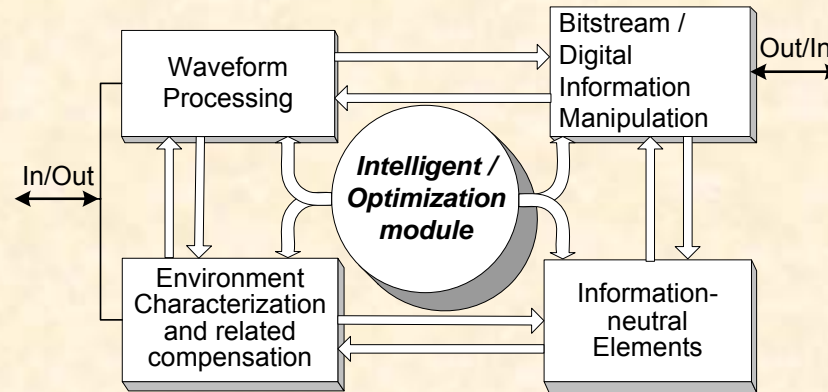 Waveform
Processing
Bitstream /
Digital
Information
Manipulation
Out/In
In/Out
Intelligent /
Optimization
module
Environment
Characterization
and related
compensation
Information-
neutral
Elements